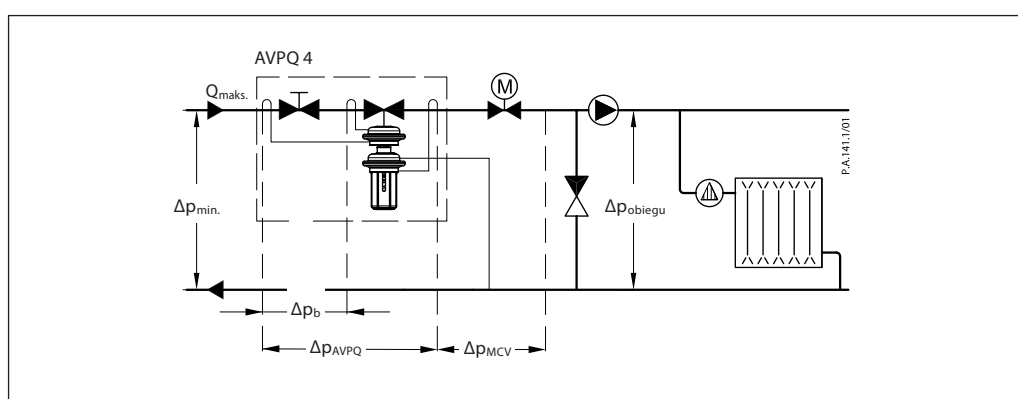 AVPQ 4
Qmaks.
M
P.A.141.1/01
Δpmin.
Δpobiegu
Δpb
ΔpAVPQ
ΔpMCV